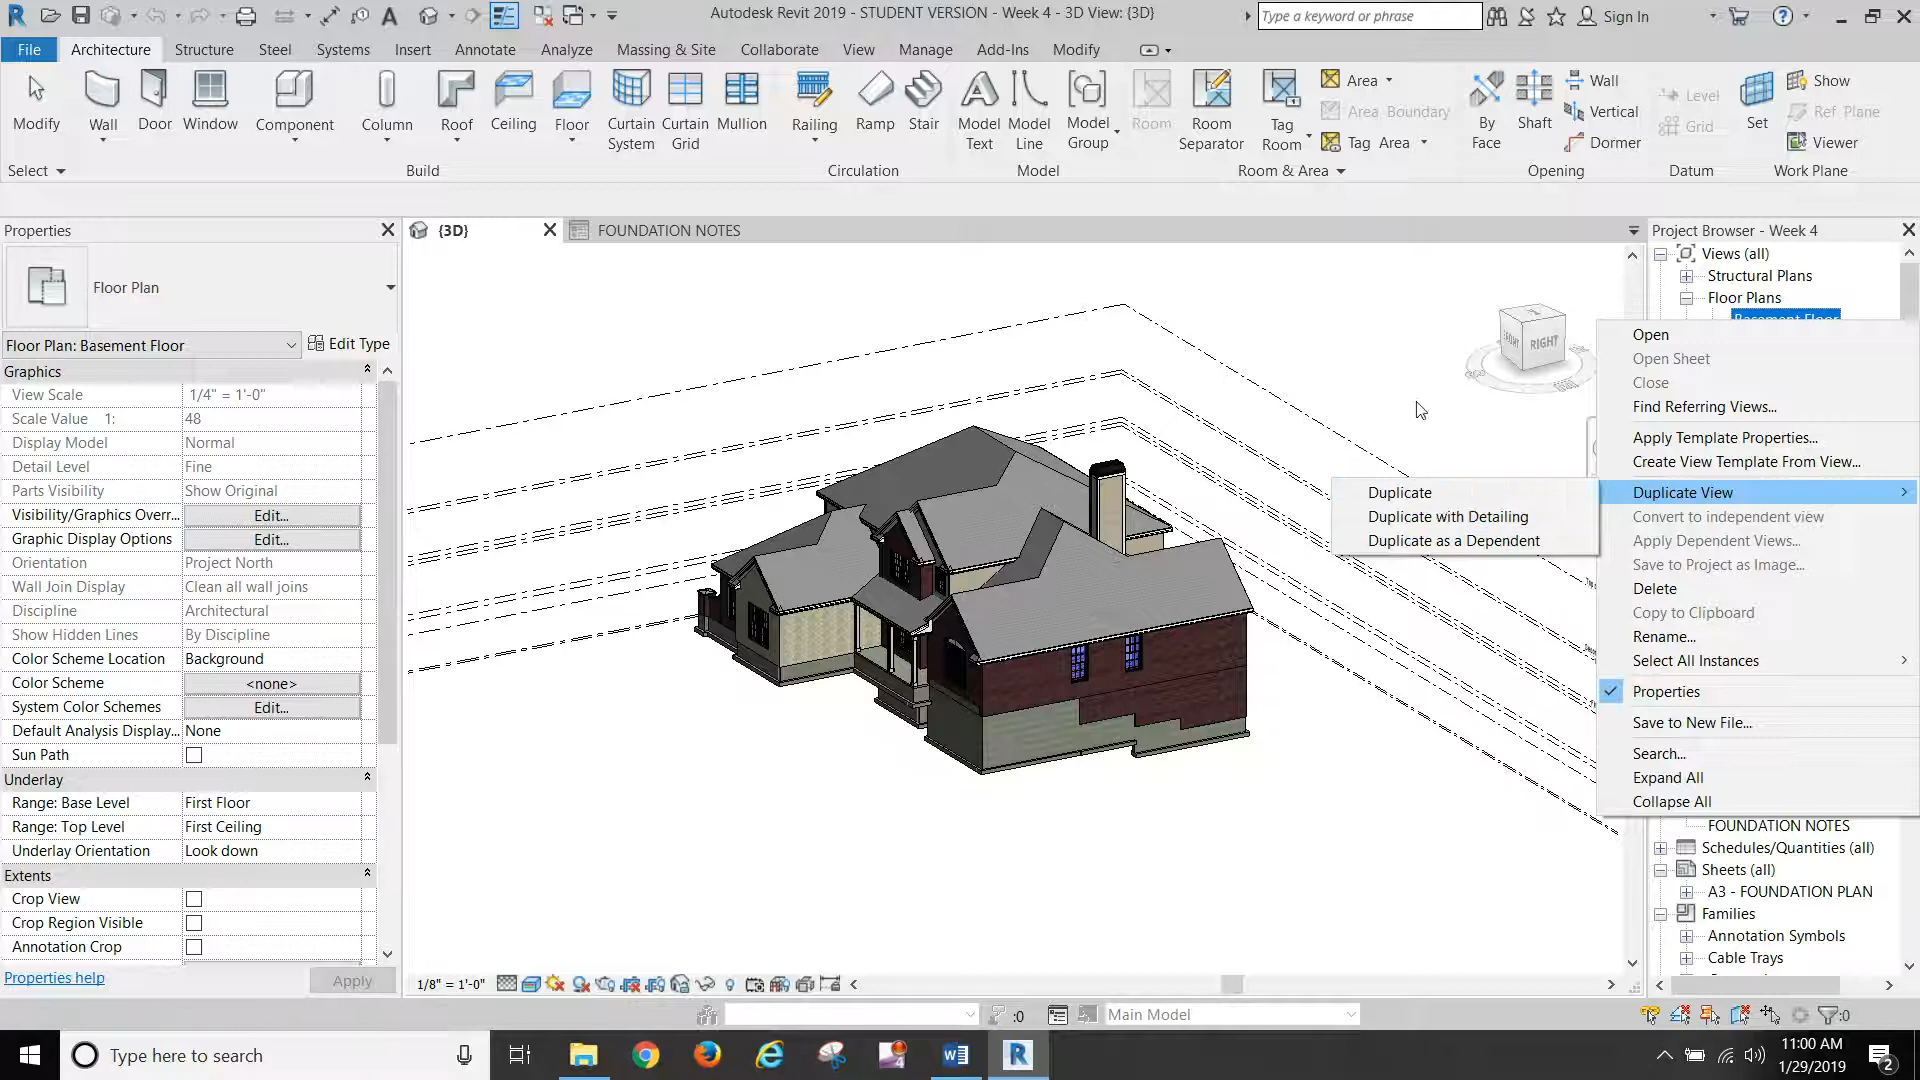 Autodesk Revit 2019 - STUDENT VERSION - Week 4 - 3D View: {3D}
Type a keyword or phrase
Sign In
File Architecture Structure Steel Systems Insert Annotate Analyze Massing & Site Collaborate View Manage Add-Ins Modify
Modify Wall Door Window Component Column Roof Ceiling Floor Curtain System Curtain Grid Mullion Railing Ramp Stair Model Text Model Line Model Group Room Room Separator Tag Room
Area
Area Boundary
Tag Area
By Face Shaft
Wall
Vertical
Dormer
Level
Grid
Set
Show
Ref Plane
Viewer
Select Build Circulation Model Room & Area Opening Datum Work Plane
Properties
Floor Plan
Floor Plan: Basement Floor Edit Type
Graphics
View Scale 1/4" = 1'-0"
Scale Value 1: 48
Display Model Normal
Detail Level Fine
Parts Visibility Show Original
Visibility/Graphics Overr... Edit...
Graphic Display Options Edit...
Orientation Project North
Wall Join Display Clean all wall joins
Discipline Architectural
Show Hidden Lines By Discipline
Color Scheme Location Background
Color Scheme <none>
System Color Schemes Edit...
Default Analysis Display... None
Sun Path
Underlay
Range: Base Level First Floor
Range: Top Level First Ceiling
Underlay Orientation Look down
Extents
Crop View
Crop Region Visible
Annotation Crop
Properties help Apply
{3D} FOUNDATION NOTES
FRONT RIGHT
Duplicate
Duplicate with Detailing
Duplicate as a Dependent
1/8" = 1'-0"
Project Browser - Week 4
Views (all)
Structural Plans
Floor Plans
Basement Floor
Open
Open Sheet
Close
Find Referring Views...
Apply Template Properties...
Create View Template From View...
Duplicate View
Convert to independent view
Apply Dependent Views...
Save to Project as Image...
Delete
Copy to Clipboard
Rename...
Select All Instances
Properties
Save to New File...
Search...
Expand All
Collapse All
FOUNDATION NOTES
Schedules/Quantities (all)
Sheets (all)
A3 - FOUNDATION PLAN
Families
Annotation Symbols
Cable Trays
:0 Main Model :0
Type here to search
11:00 AM
1/29/2019
2